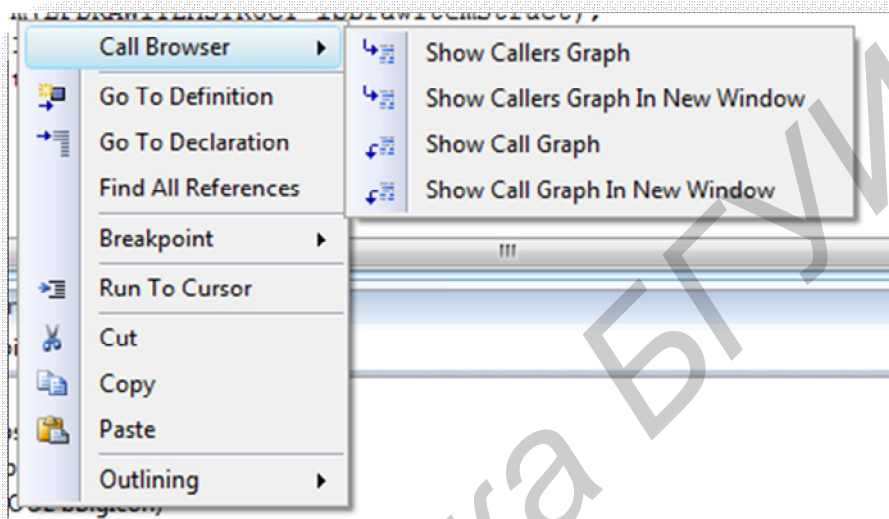 Call Browser
Show Callers Graph
Show Callers Graph In New Window
Show Call Graph
Show Call Graph In New Window
Go To Definition
Go To Declaration
Find All References
Breakpoint
Run To Cursor
Cut
Copy
Paste
Outlining